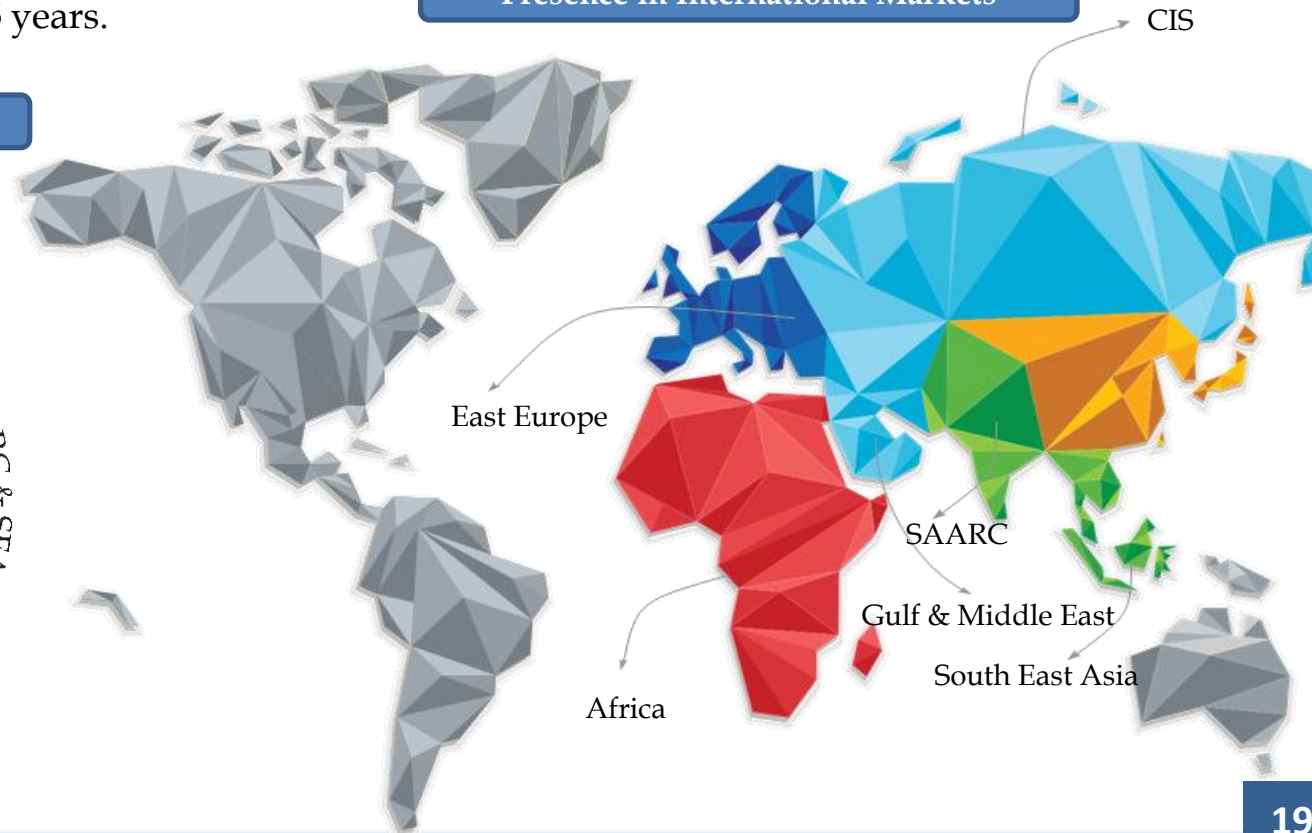 years.
Presence in International Markets
CIS
East Europe
SAARC
Gulf & Middle East
South East Asia
Africa
19